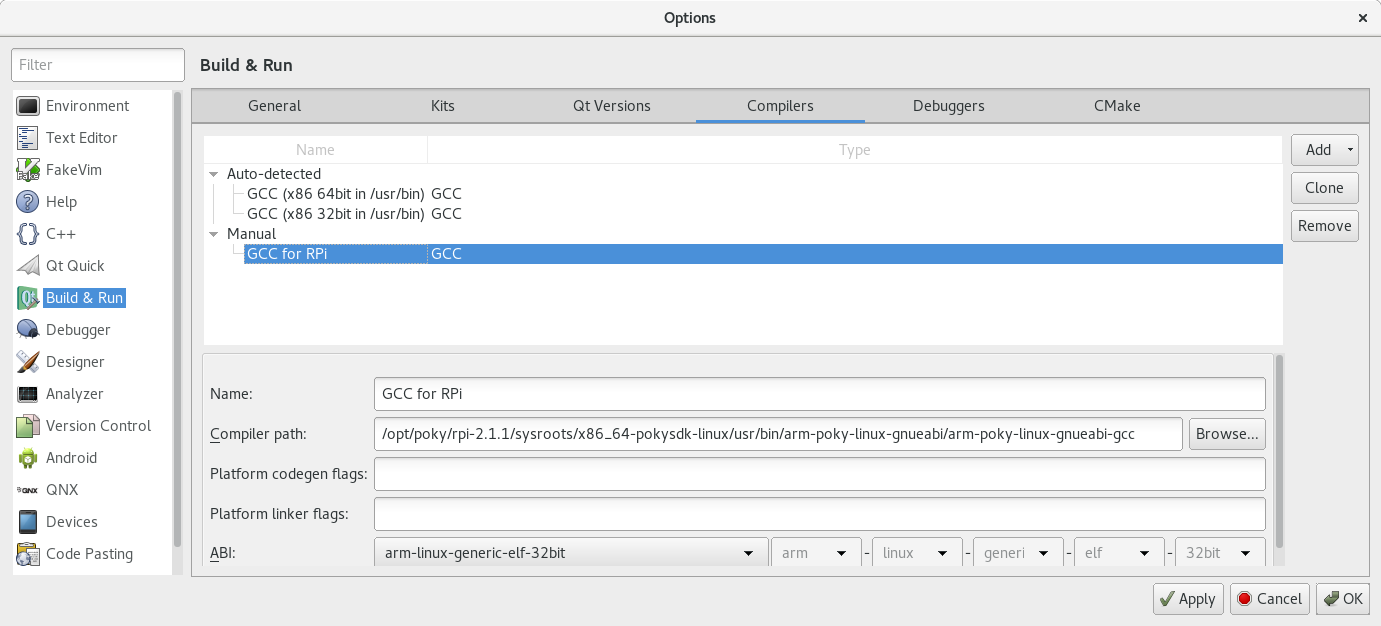 Options
Filter
Build & Run
Environment
Text Editor
FakeVim
Help
C++
Qt Quick
Build & Run
Debugger
Designer
Analyzer
Version Control
Android
QNX
Devices
Code Pasting
General Kits Qt Versions Compilers Debuggers CMake
Name Type
Auto-detected
GCC (x86 64bit in /usr/bin) GCC
GCC (x86 32bit in /usr/bin) GCC
Manual
GCC for RPi GCC
Add
Clone
Remove
Name: GCC for RPi
Compiler path: /opt/poky/rpi-2.1.1/sysroots/x86_64-pokysdk-linux/usr/bin/arm-poky-linux-gnueabi/arm-poky-linux-gnueabi-gcc Browse...
Platform codegen flags:
Platform linker flags:
ABI: arm-linux-generic-elf-32bit arm - linux - generi - elf - 32bit
Apply Cancel OK